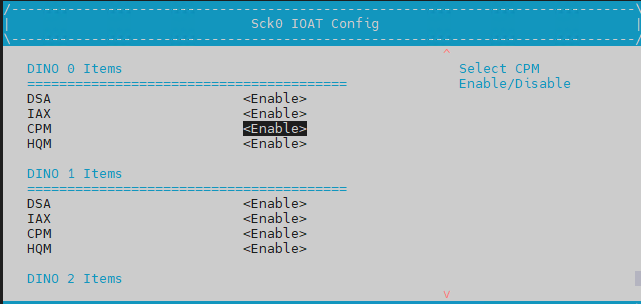 Sck0 IOAT Config
DINO 0 Items
Select CPM
========================================
Enable/Disable
DSA <Enable>
IAX <Enable>
CPM <Enable>
HQM <Enable>
DINO 1 Items
========================================
DSA <Enable>
IAX <Enable>
CPM <Enable>
HQM <Enable>
DINO 2 Items